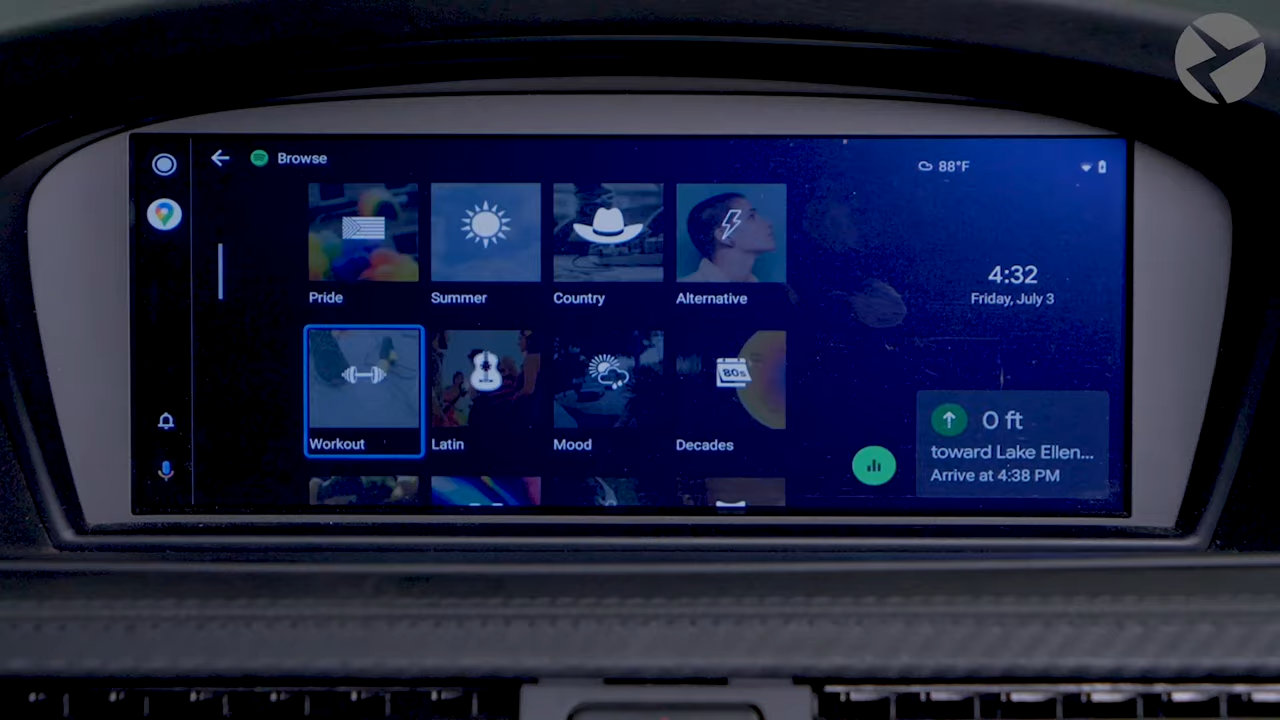 Browse
88°F
Pride
Summer
Country
Alternative
4:32
Friday, July 3
80s
Workout
Latin
Mood
Decades
0 ft
toward Lake Ellen...
Arrive at 4:38 PM